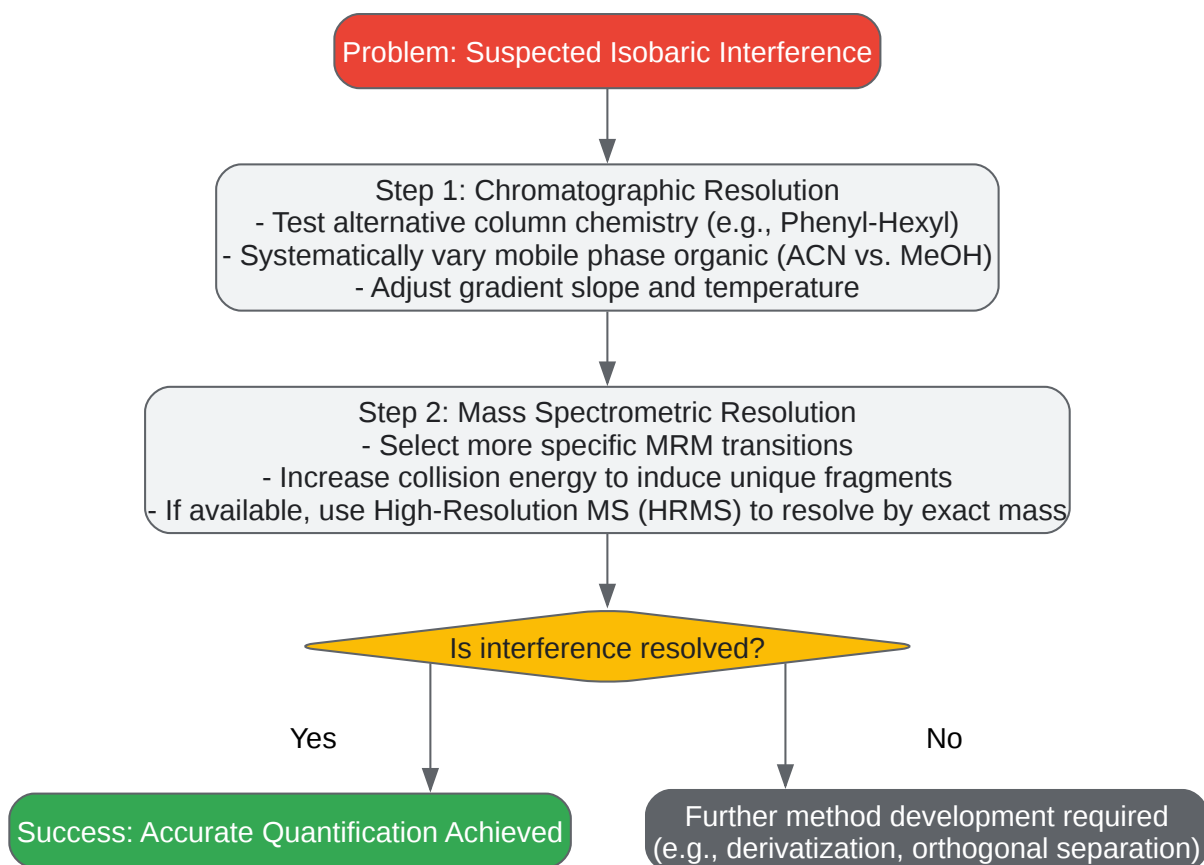 Problem: Suspected Isobaric Interference
Step 1: Chromatographic Resolution
- Test alternative column chemistry (e.g., Phenyl-Hexyl)
- Systematically vary mobile phase organic (ACN vs. MeOH)
- Adjust gradient slope and temperature
Step 2: Mass Spectrometric Resolution
- Select more specific MRM transitions
- Increase collision energy to induce unique fragments
- If available, use High-Resolution MS (HRMS) to resolve by exact mass
Is interference resolved?
Yes
No
Success: Accurate Quantification Achieved
Further method development required
(e.g., derivatization, orthogonal separation)